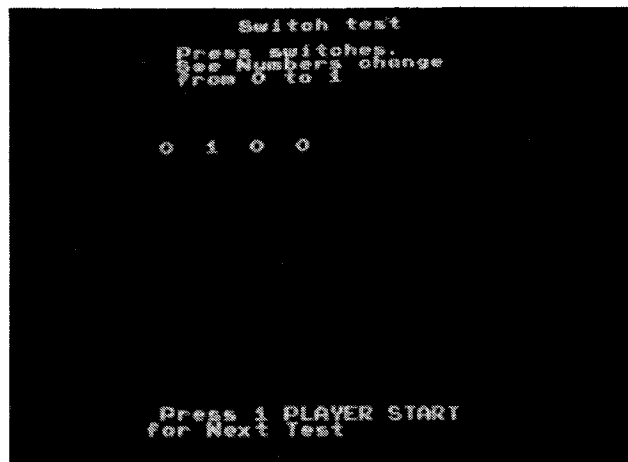 Switch test
Press switches.
See Numbers change
from 0 to 1
0 1 0 0
Press 1 PLAYER START
for Next Test